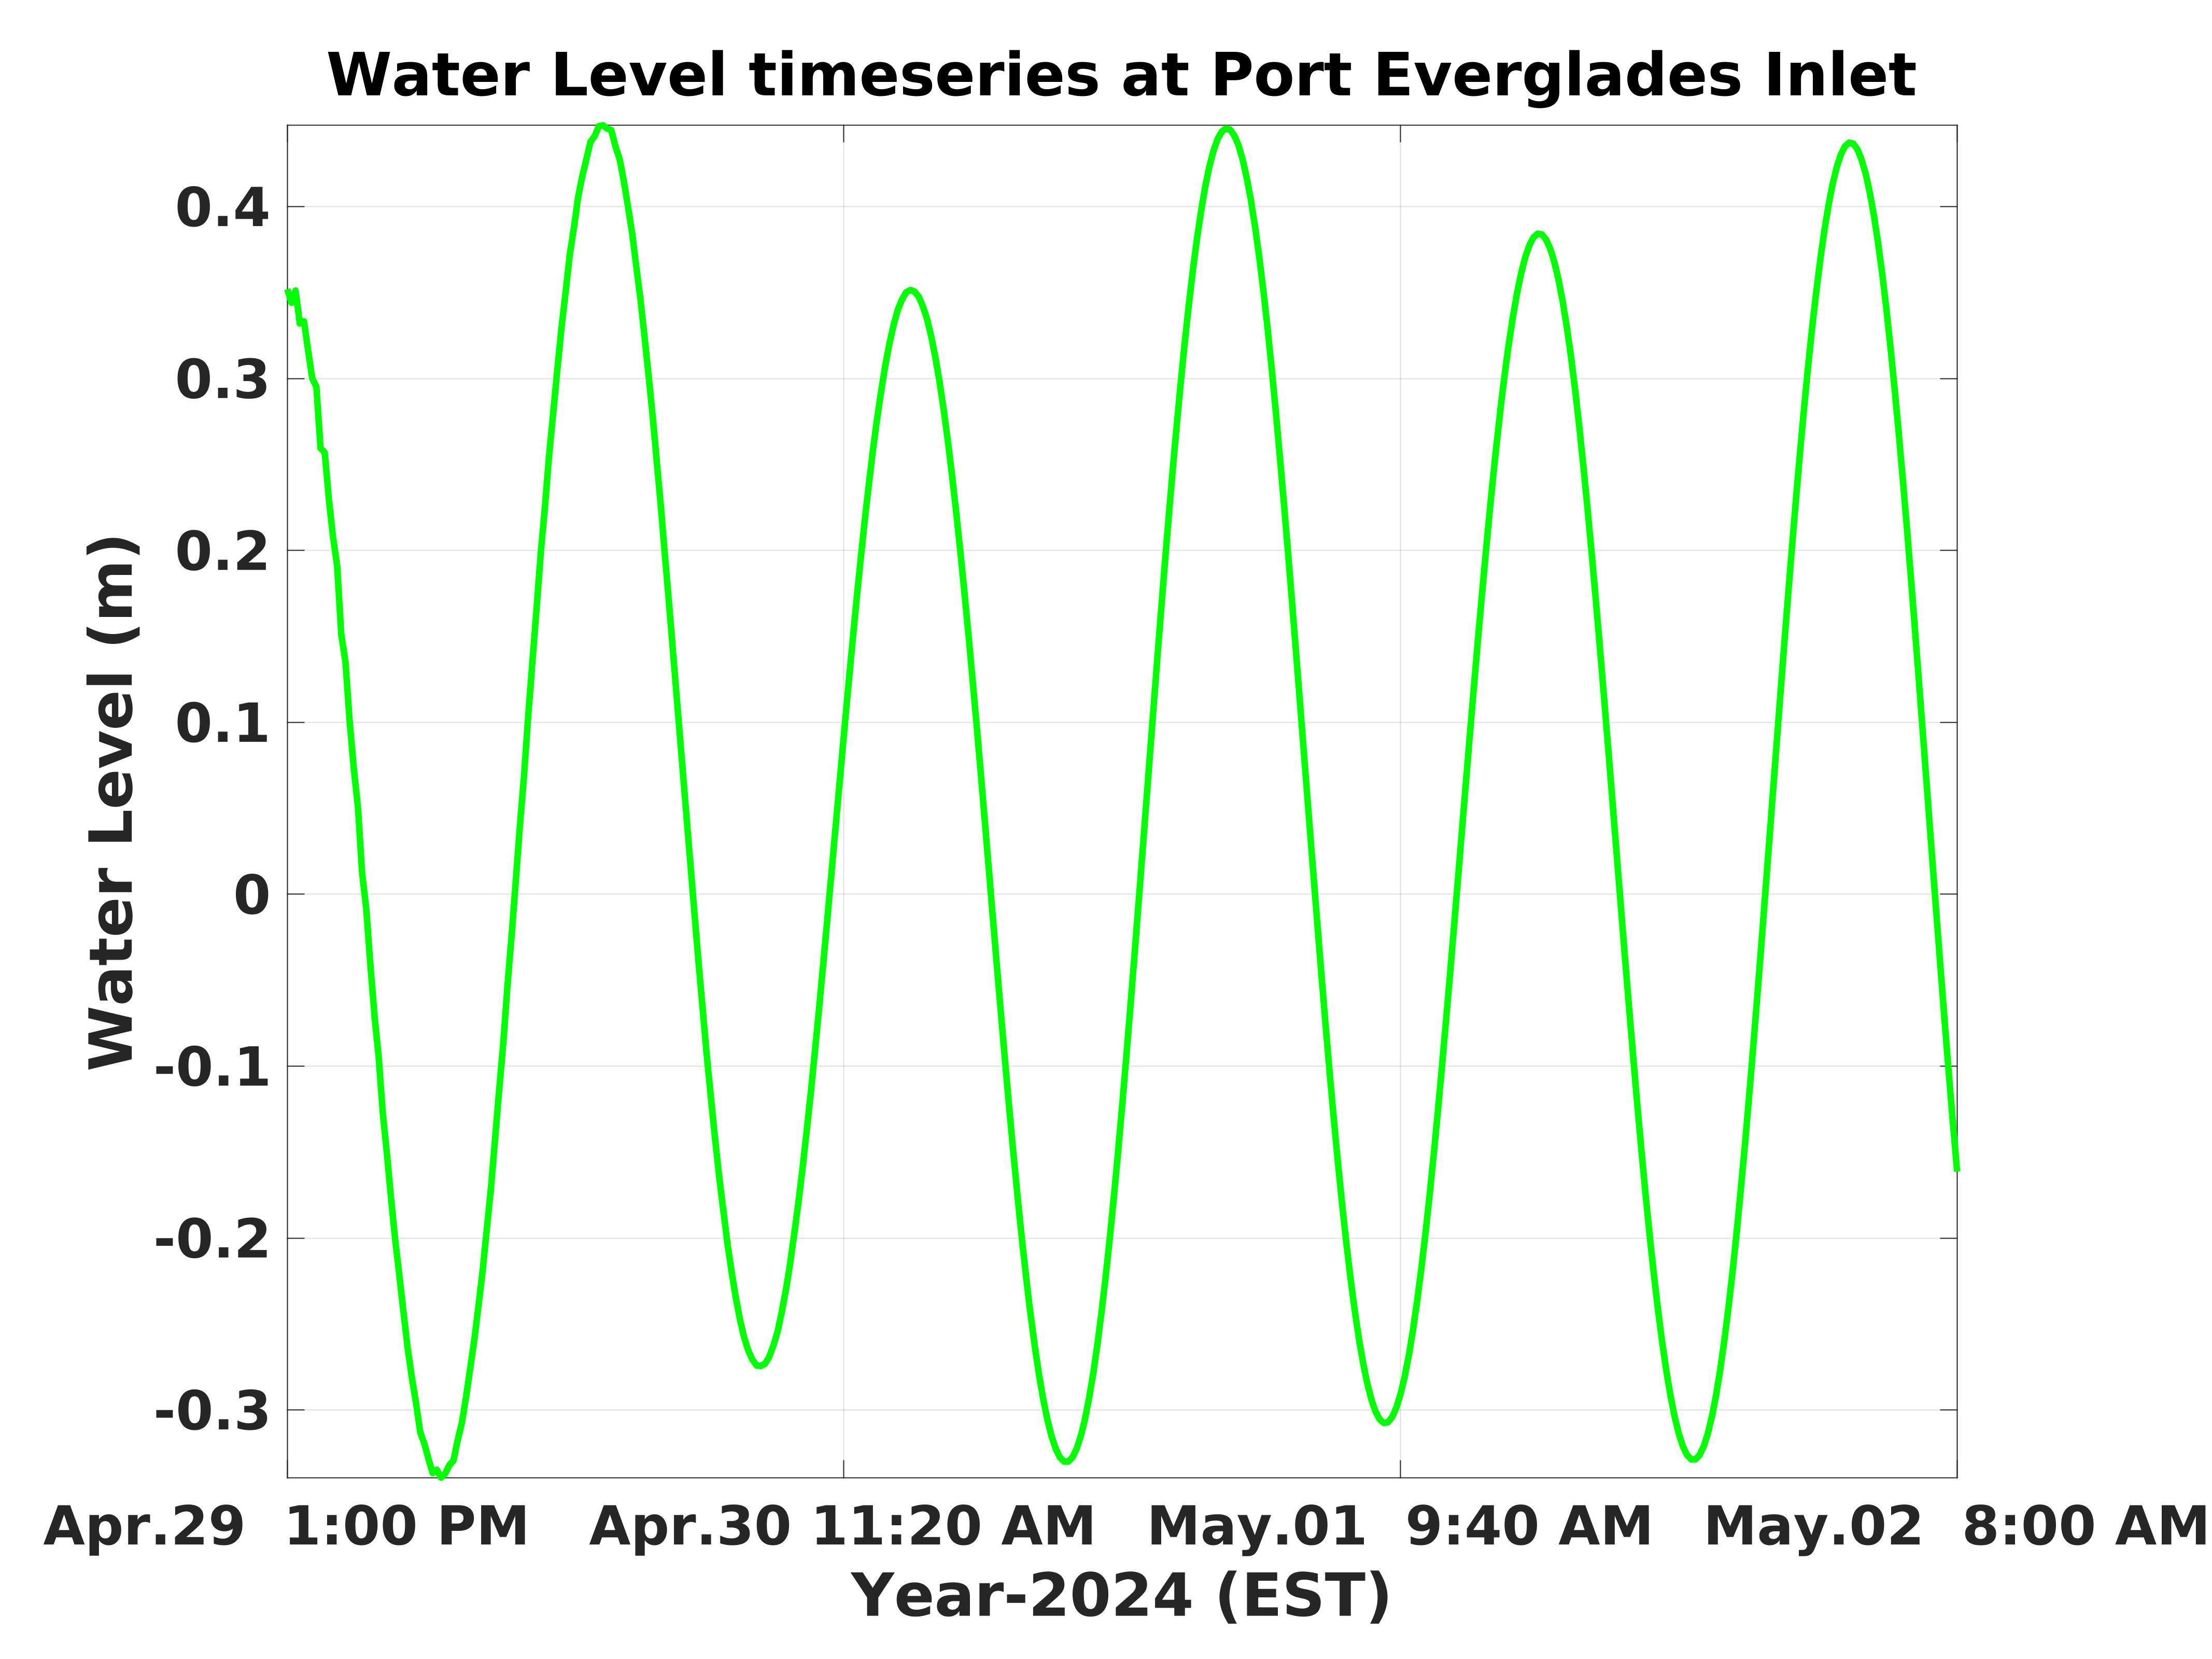 Water Level timeseries at Port Everglades Inlet
Water Level (m)
0.4
0.3
0.2
0.1
0
-0.1
-0.2
-0.3
Apr.29 1:00 PM Apr.30 11:20 AM May.01 9:40 AM May.02 8:00 AM
Year-2024 (EST)